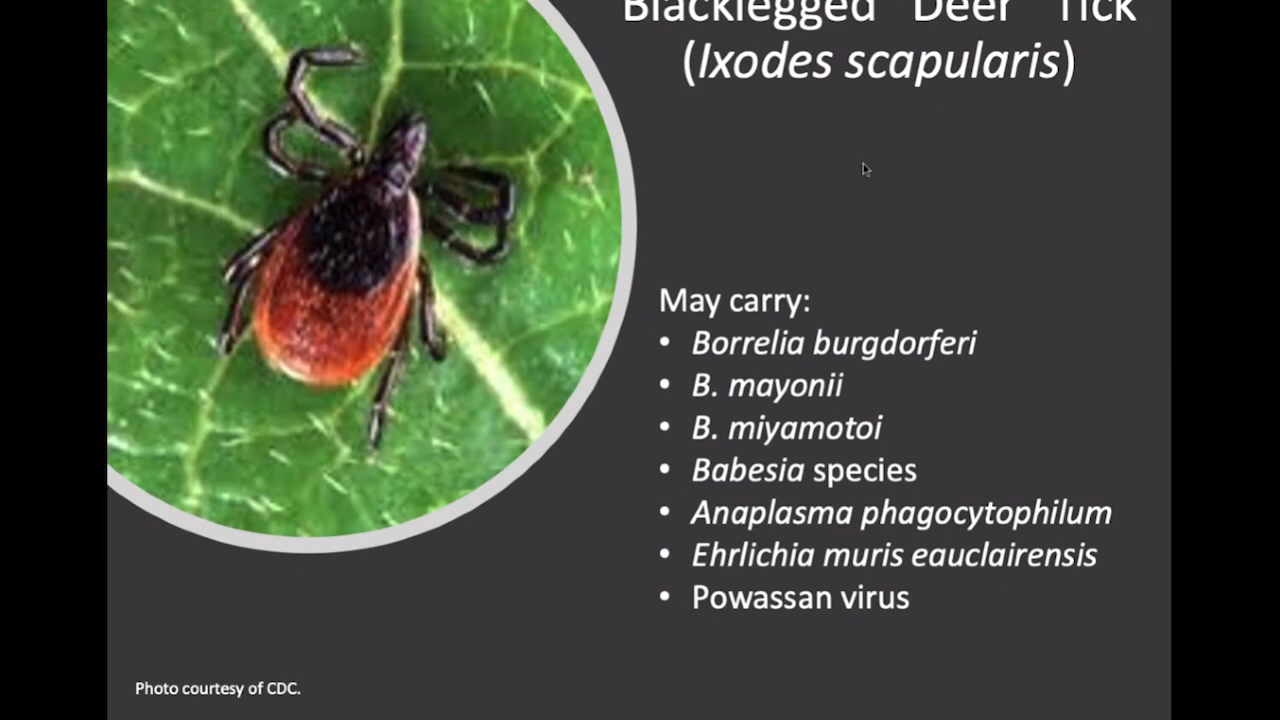 Blacklegged "Deer" Tick
(Ixodes scapularis)
May carry:
• Borrelia burgdorferi
• B. mayonii
• B. miyamotoi
• Babesia species
• Anaplasma phagocytophilum
• Ehrlichia muris eauclairensis
• Powassan virus
Photo courtesy of CDC.